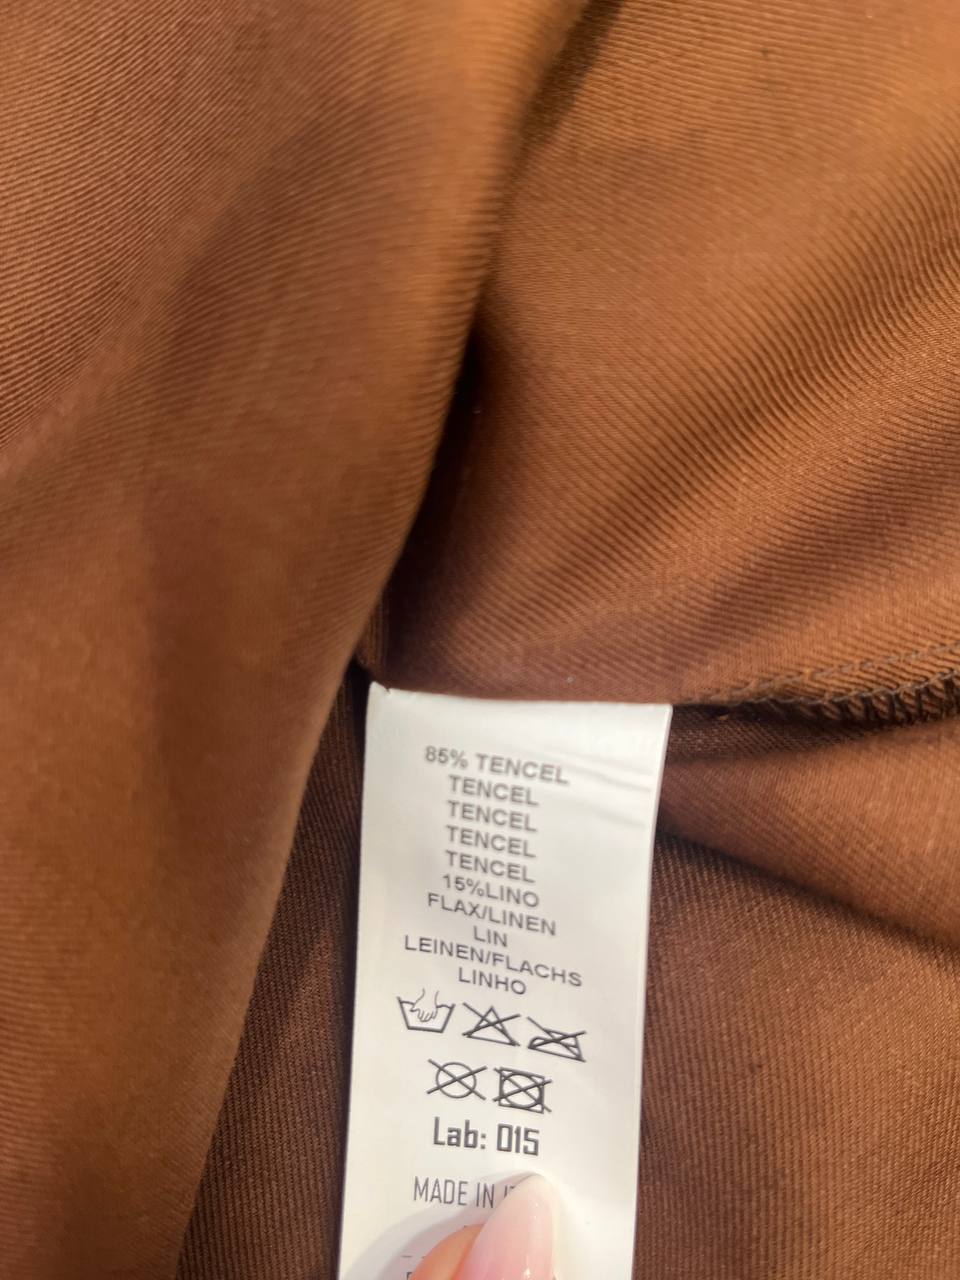 85% TENCEL
TENCEL
TENCEL
TENCEL
TENCEL
15%LINO
FLAX/LINEN
LIN
LEINEN/FLACHS
LINHO
Lab: 015
MADE IN